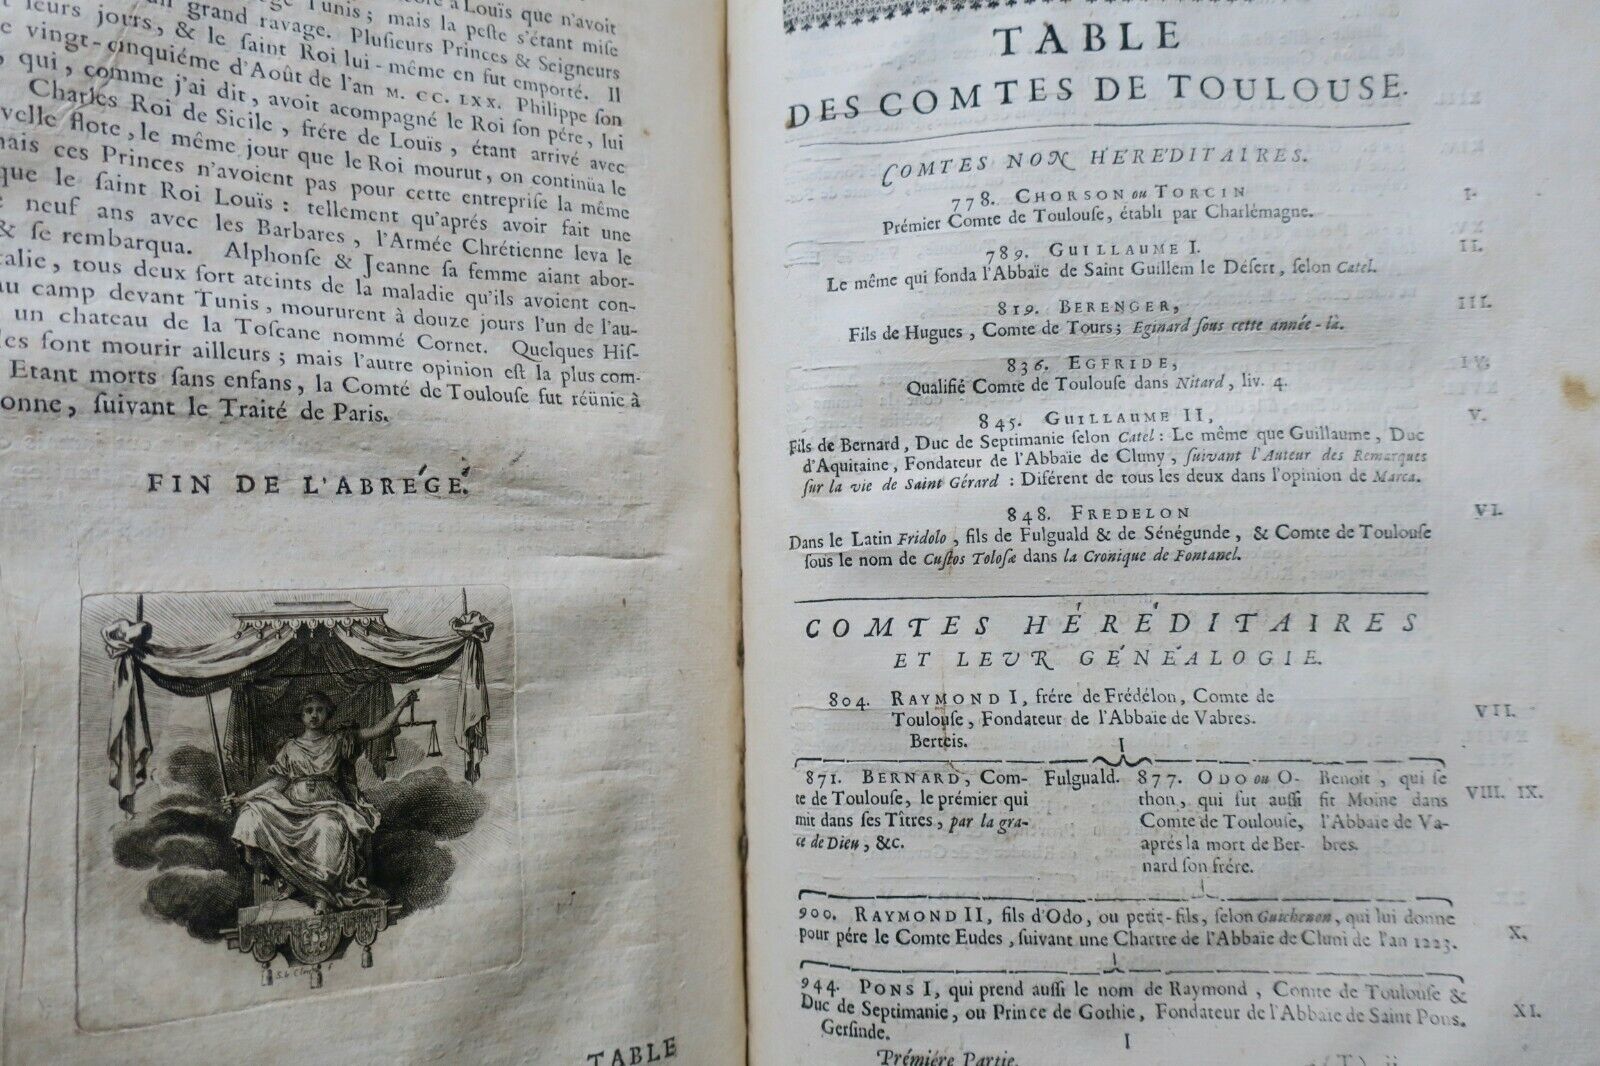 à Louïs que n'avoit
grand ravage. Tunis; mais la peste s'étant mise
leurs jours, & le saint Roi lui-même en fut emporté. Il
vingt-cinquiéme d'Août de l'an M. CC. LXX. Philippe son
, qui, comme j'ai dit, avoit acompagné le Roi son pére, lui
Charles Roi de Sicile, frére de Louïs, étant arrivé avec
velle flote, le même jour que le Roi mourut, on continüa le
mais ces Princes n'avoient pas pour cette entreprise la même
que le saint Roi Louïs: tellement qu'aprés avoir fait une
neuf ans avec les Barbares, l'Armée Chrétienne leva le
& se rembarqua. Alphonse & Jeanne sa femme aiant abor-
talie, tous deux fort ateints de la maladie qu'ils avoient con-
au camp devant Tunis, moururent à douze jours l'un de l'au-
un chateau de la Toscane nommé Cornet. Quelques His-
les font mourir ailleurs; mais l'autre opinion est la plus com-
Etant morts sans enfans, la Comté de Toulouse fut réünie à
onne, suivant le Traité de Paris.
FIN DE L'ABRÉGÉ.
TABLE
TABLE
DES COMTES DE TOULOUSE.
COMTES NON HEREDITAIRES.
778. CHORSON ou TORCIN I.
Prémier Comte de Toulouse, établi par Charlemagne.
789. GUILLAUME I. II.
Le même qui fonda l'Abbaïe de Saint Guillem le Désert, selon Catel.
819. BERENGER, III.
Fils de Hugues, Comte de Tours; Eginard sous cette année-là.
836. EGFRIDE, IV.
Qualifié Comte de Toulouse dans Nitard, liv. 4.
845. GUILLAUME II, V.
Fils de Bernard, Duc de Septimanie selon Catel: Le même que Guillaume, Duc
d'Aquitaine, Fondateur de l'Abbaïe de Cluny, suivant l'Auteur des Remarques
sur la vie de Saint Gérard: Diférent de tous les deux dans l'opinion de Marca.
848. FREDELON VI.
Dans le Latin Fridolo, fils de Fulguald & de Sénégunde, & Comte de Toulouse
sous le nom de Custos Tolosæ dans la Cronique de Fontanel.
COMTES HÉRÉDITAIRES
ET LEUR GÉNÉALOGIE.
804. RAYMOND I, frére de Frédélon, Comte de
Toulouse, Fondateur de l'Abbaïe de Vabres. VII.
Berteis.
871. BERNARD, Com-
te de Toulouse, le prémier qui
mit dans ses Tîtres, par la gra-
ce de Dieu, &c.
Fulguald.
877. ODO ou O-
thon, qui fut aussi
Comte de Toulouse,
aprés la mort de Ber-
nard son frére.
Benoit, qui se
fit Moine dans
l'Abbaïe de Va-
bres.
VIII. IX.
900. RAYMOND II, fils d'Odo, ou petit-fils, selon Guichenon, qui lui donne
pour pére le Comte Eudes, suivant une Chartre de l'Abbaïe de Cluni de l'an 1223. X.
944. PONS I, qui prend aussi le nom de Raymond, Comte de Toulouse &
Duc de Septimanie, ou Prince de Gothie, Fondateur de l'Abbaïe de Saint Pons. XI.
Gersinde.
Prémiére Partie.